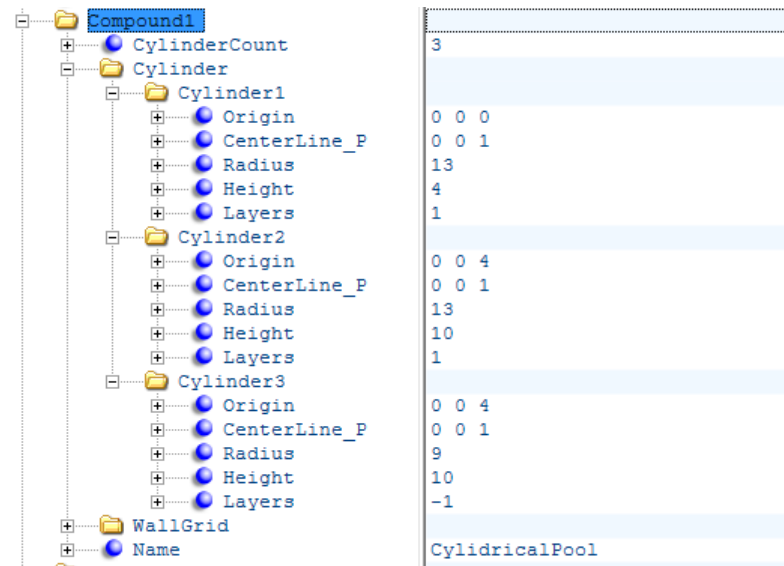 Compound1
CylinderCount 3
Cylinder
Cylinder1
Origin 0 0 0
CenterLine_P 0 0 1
Radius 13
Height 4
Layers 1
Cylinder2
Origin 0 0 4
CenterLine_P 0 0 1
Radius 13
Height 10
Layers 1
Cylinder3
Origin 0 0 4
CenterLine_P 0 0 1
Radius 9
Height 10
Layers -1
WallGrid
Name CylidricalPool